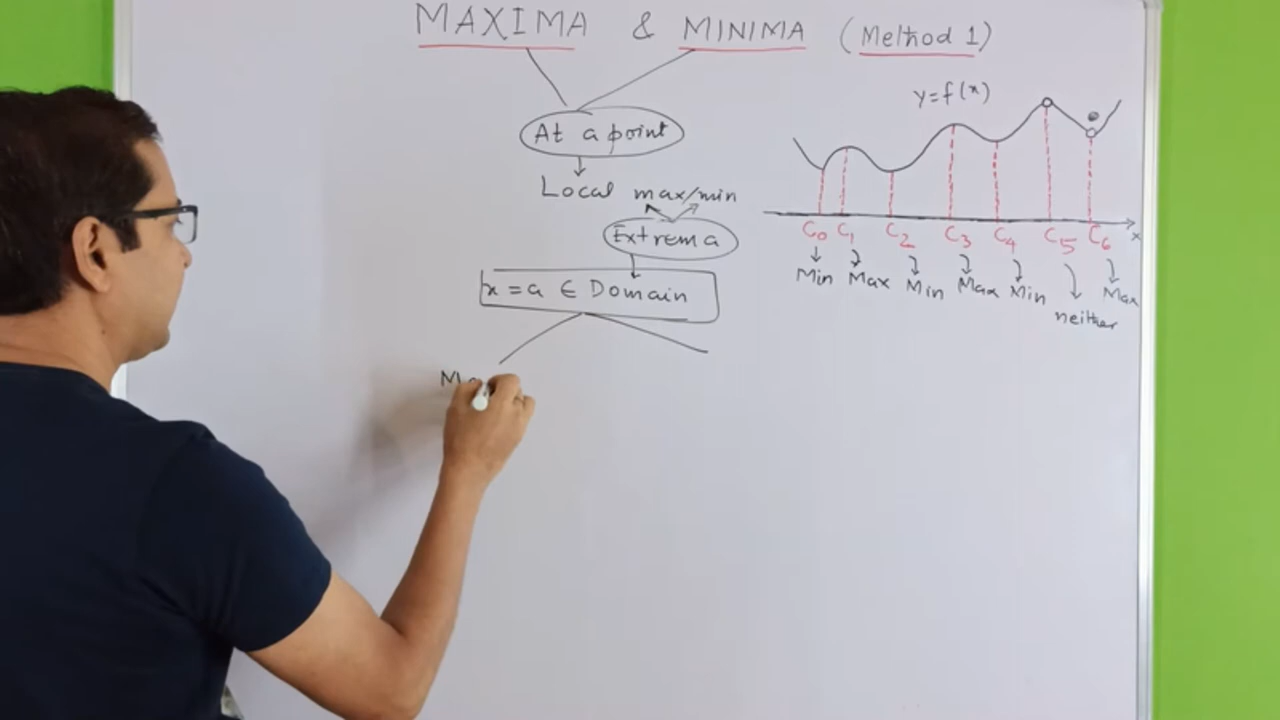 MAXIMA & MINIMA (Method 1)
At a point
Local max/min
Extrema
x = a ∈ Domain
y=f(x)
x
C0 C1 C2 C3 C4 C5 C6
Min Max Min Max Min neither Max